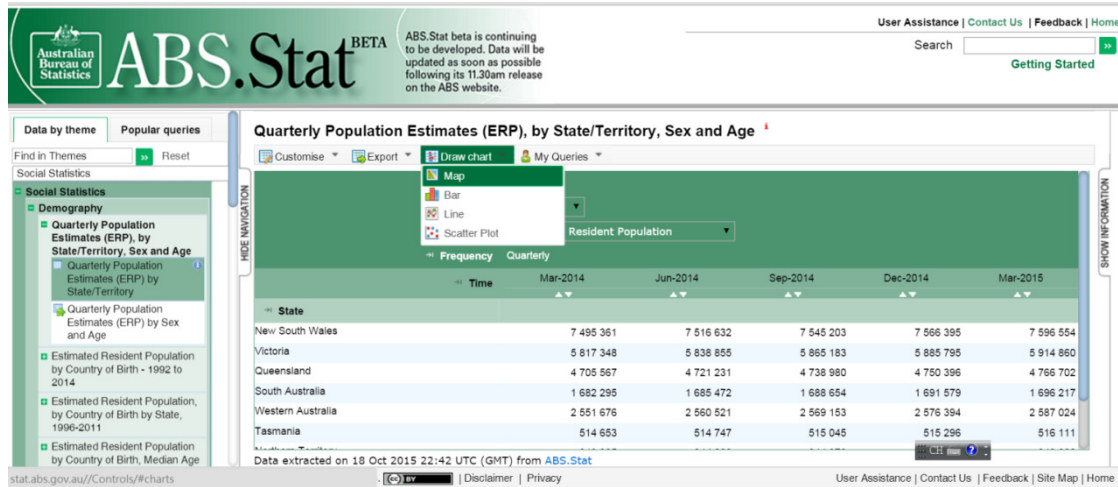 User Assistance | Contact Us | Feedback | Home
Australian
Bureau of
Statistics
ABS.Stat BETA
ABS.Stat beta is continuing
to be developed. Data will be
updated as soon as possible
following its 11.30am release
on the ABS website.
Search
Getting Started
Data by theme Popular queries
Find in Themes Reset
Social Statistics
Social Statistics
Demography
Quarterly Population
Estimates (ERP), by
State/Territory, Sex and Age
Quarterly Population
Estimates (ERP) by
State/Territory
Quarterly Population
Estimates (ERP) by Sex
and Age
Estimated Resident Population
by Country of Birth - 1992 to
2014
Estimated Resident Population,
by Country of Birth by State,
1996-2011
Estimated Resident Population
by Country of Birth, Median Age
HIDE NAVIGATION
Quarterly Population Estimates (ERP), by State/Territory, Sex and Age i
Customise Export Draw chart My Queries
Map
Bar
Line
Scatter Plot
Resident Population
Frequency Quarterly
Time Mar-2014 Jun-2014 Sep-2014 Dec-2014 Mar-2015
State
New South Wales 7 495 361 7 516 632 7 545 203 7 566 395 7 596 554
Victoria 5 817 348 5 838 855 5 865 183 5 885 795 5 914 860
Queensland 4 705 567 4 721 231 4 738 980 4 750 396 4 766 702
South Australia 1 682 295 1 685 472 1 688 654 1 691 579 1 696 217
Western Australia 2 551 676 2 560 521 2 569 153 2 576 394 2 587 024
Tasmania 514 653 514 747 515 045 515 296 516 111
CH
Data extracted on 18 Oct 2015 22:42 UTC (GMT) from ABS.Stat
SHOW INFORMATION
stat.abs.gov.au//Controls/#charts
cc BY | Disclaimer | Privacy
User Assistance | Contact Us | Feedback | Site Map | Home